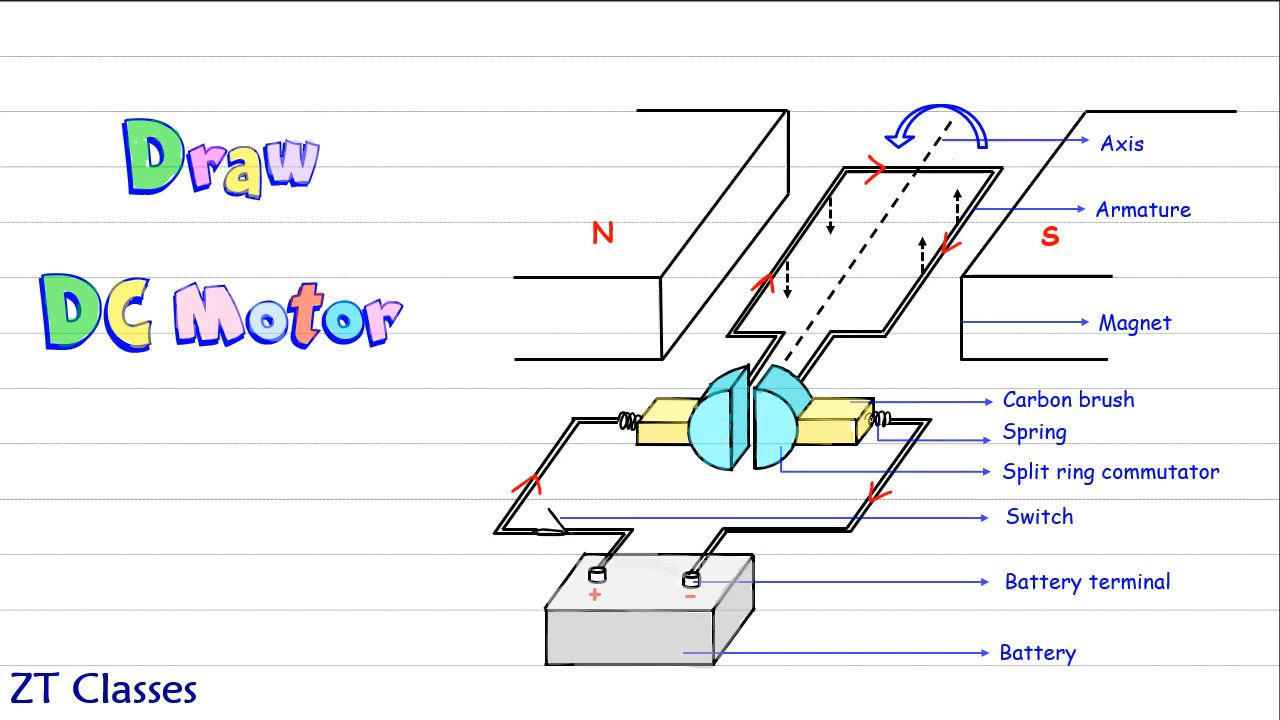 Draw
DC Motor
N
S
Axis
Armature
Magnet
Carbon brush
Spring
Split ring commutator
Switch
Battery terminal
+ -
Battery
ZT Classes